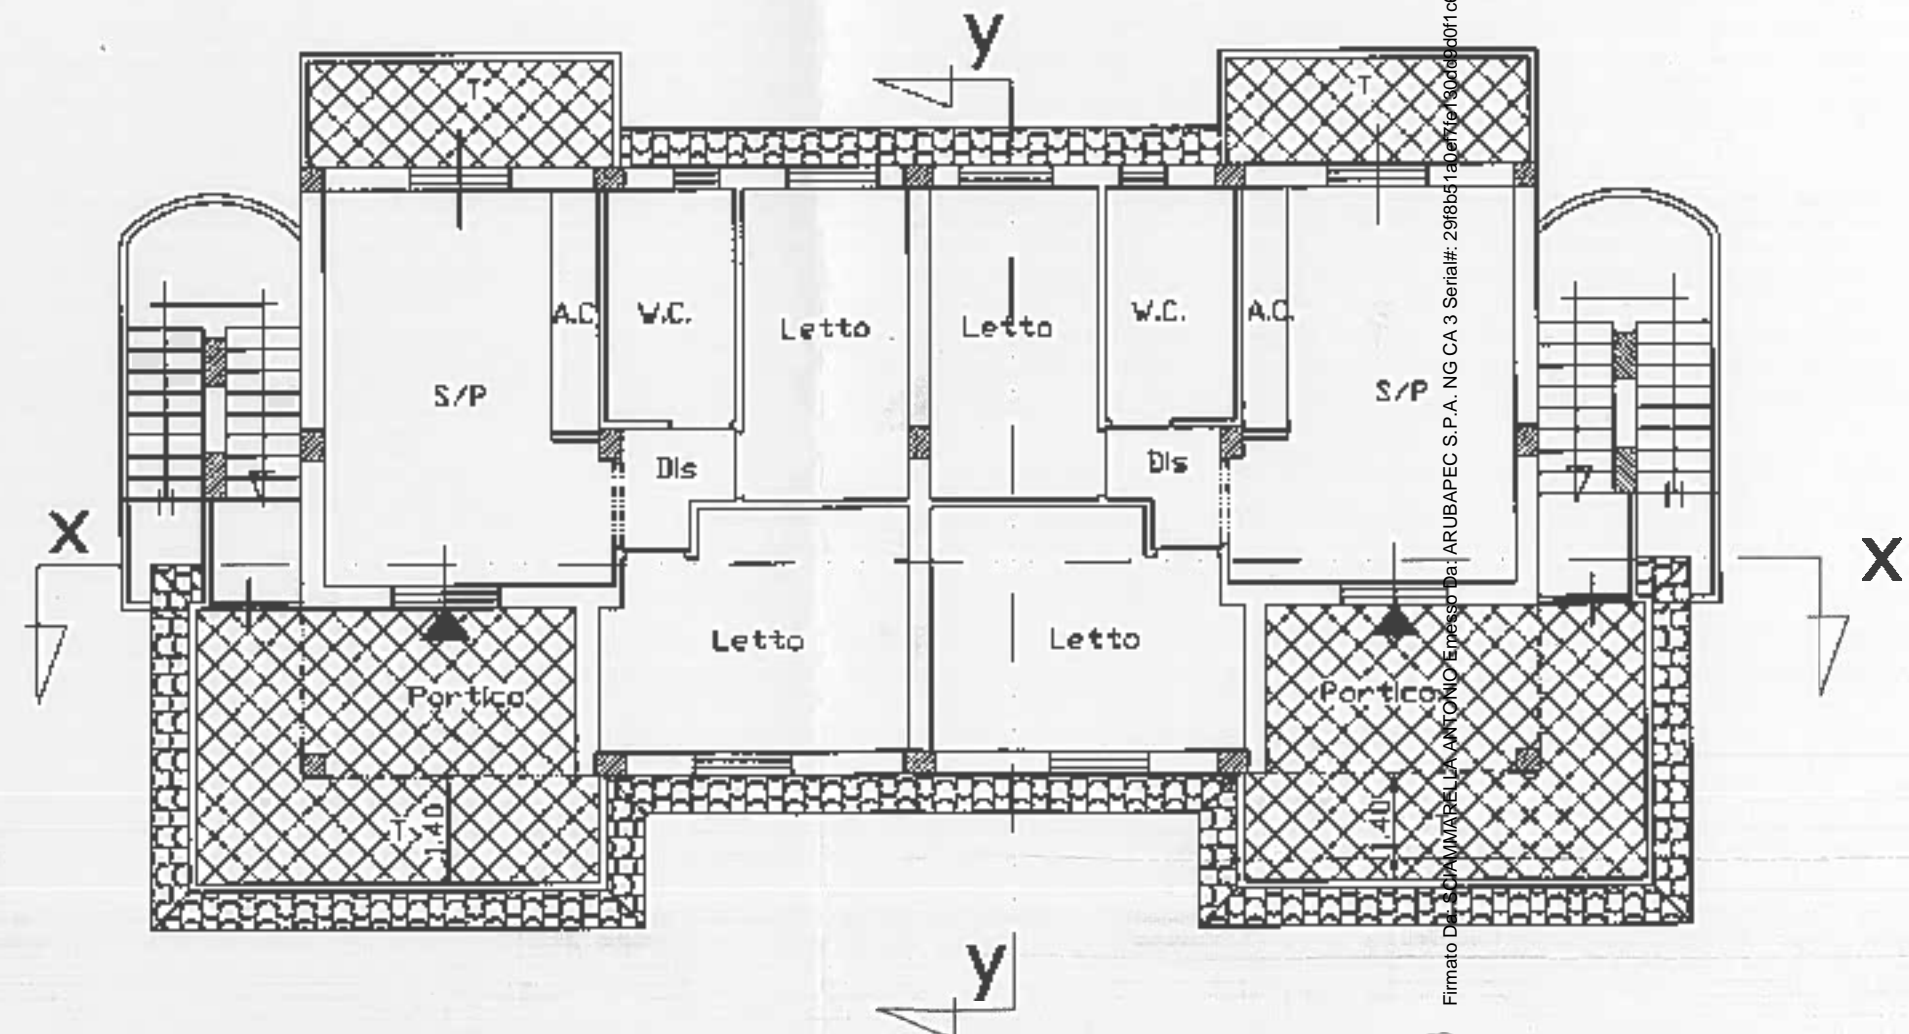 y
T
T
A.C.
W.C.
Letto
Letto
W.C.
A.C.
S/P
S/P
Dis
Dis
X
X
Letto
Letto
Portico
Portico
T
1.40
1.40
y
Firmato Da: SCIAMMARELLA ANTONIO Emesso Da: ARUBAPEC S.P.A. NG CA 3 Serial#: 29f8b51a0ef7fe130dd9d0f1c